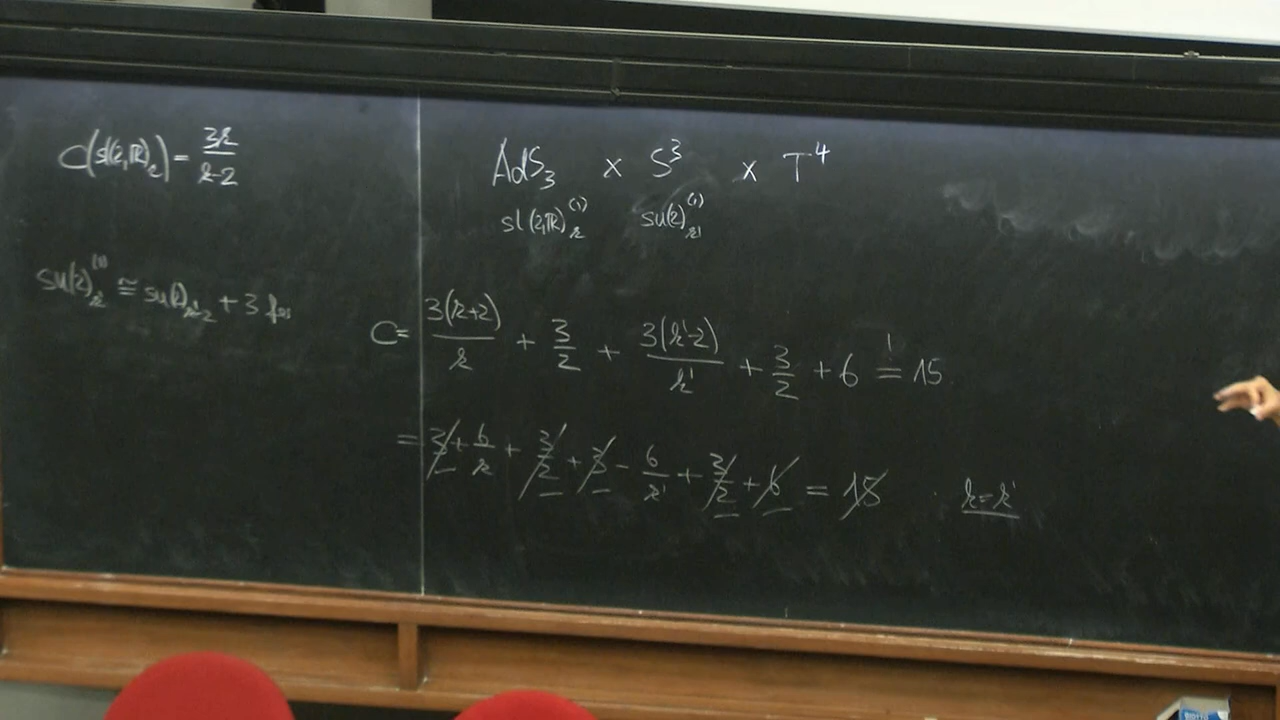 C(sl(2,ℝ)_k) = 3k/(k-2)
su(2)_k^(1) ≅ su(2)_{k-2} + 3 fer
AdS_3 × S^3 × T^4
sl(2,ℝ)_k^(1) su(2)_{k'}^(1)
C = 3(k+2)/k + 3/2 + 3(k'-2)/k' + 3/2 + 6 =! 15
= 3 + 6/k + 3/2 + 3 - 6/k' + 3/2 + 6 = 15 k = k'